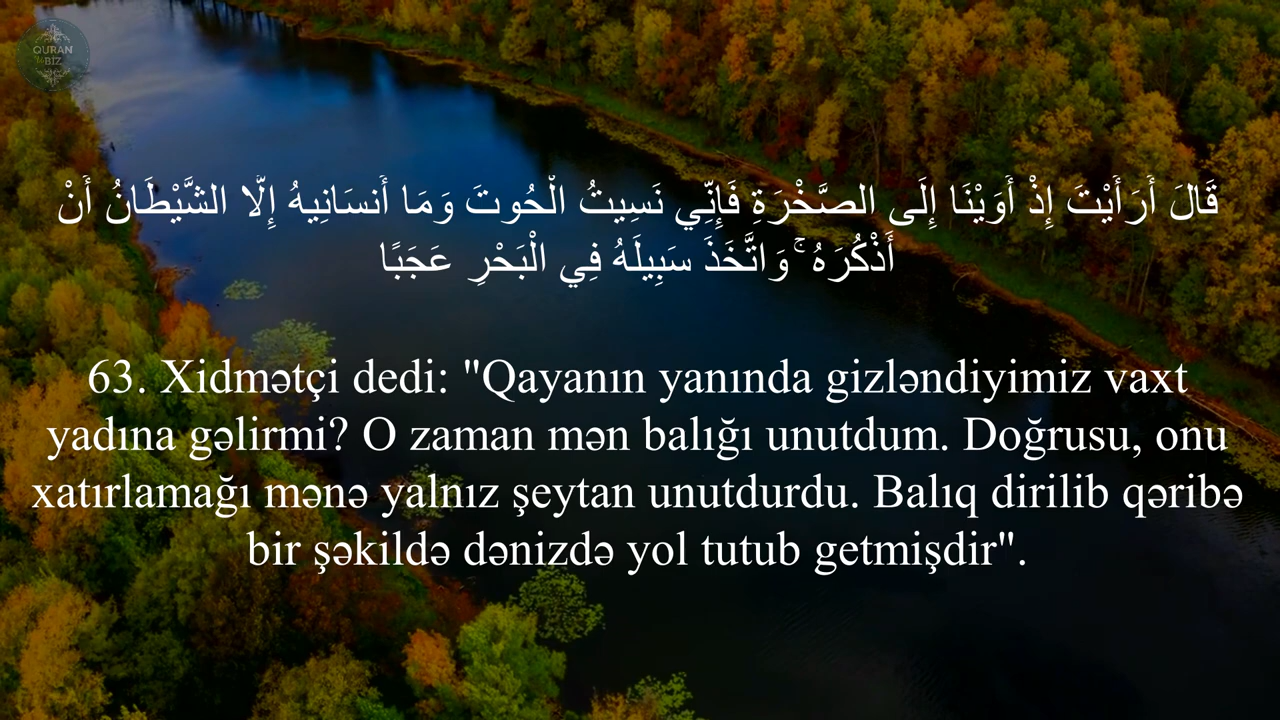 QURAN
BİZ
قَالَ أَرَأَيْتَ إِذْ أَوَيْنَا إِلَى الصَّخْرَةِ فَإِنِّي نَسِيتُ الْحُوتَ وَمَا أَنسَانِيهُ إِلَّا الشَّيْطَانُ أَنْ
أَذْكُرَهُ ۚ وَاتَّخَذَ سَبِيلَهُ فِي الْبَحْرِ عَجَبًا
63. Xidmətçi dedi: "Qayanın yanında gizləndiyimiz vaxt
yadına gəlirmi? O zaman mən balığı unutdum. Doğrusu, onu
xatırlamağı mənə yalnız şeytan unutdurdu. Balıq dirilib qəribə
bir şəkildə dənizdə yol tutub getmişdir".